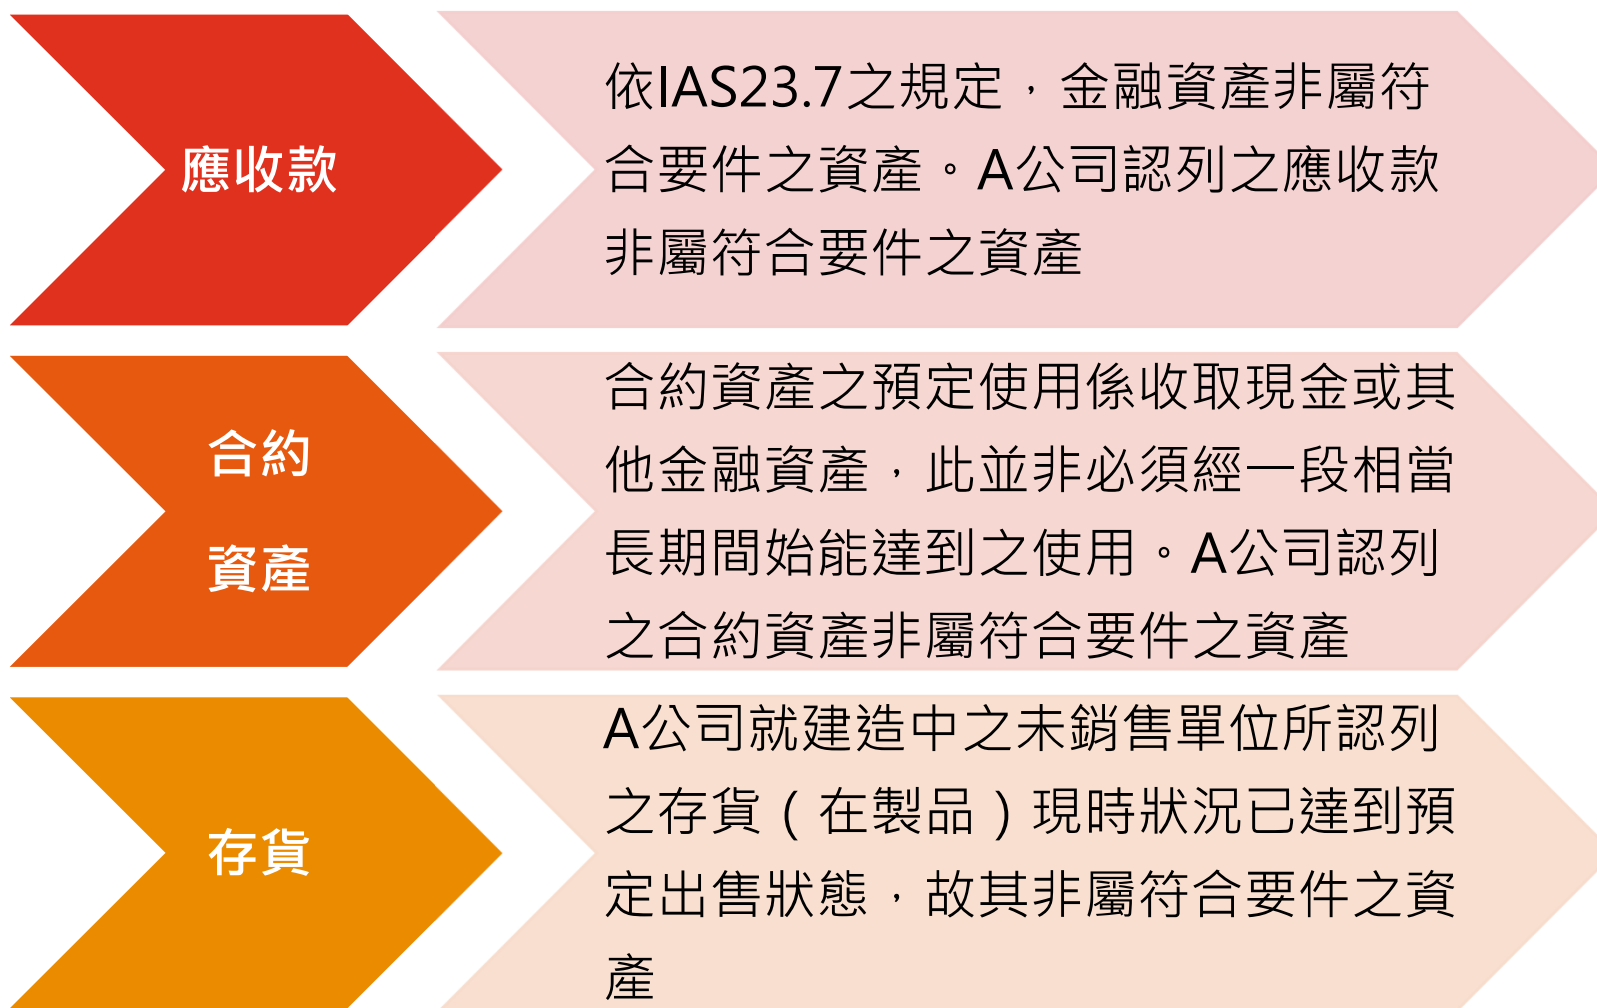 應收款
依IAS23.7之規定，金融資產非屬符
合要件之資產。A公司認列之應收款
非屬符合要件之資產
合約
資產
合約資產之預定使用係收取現金或其
他金融資產，此並非必須經一段相當
長期間始能達到之使用。A公司認列
之合約資產非屬符合要件之資產
存貨
A公司就建造中之未銷售單位所認列
之存貨（在製品）現時狀況已達到預
定出售狀態，故其非屬符合要件之資
產